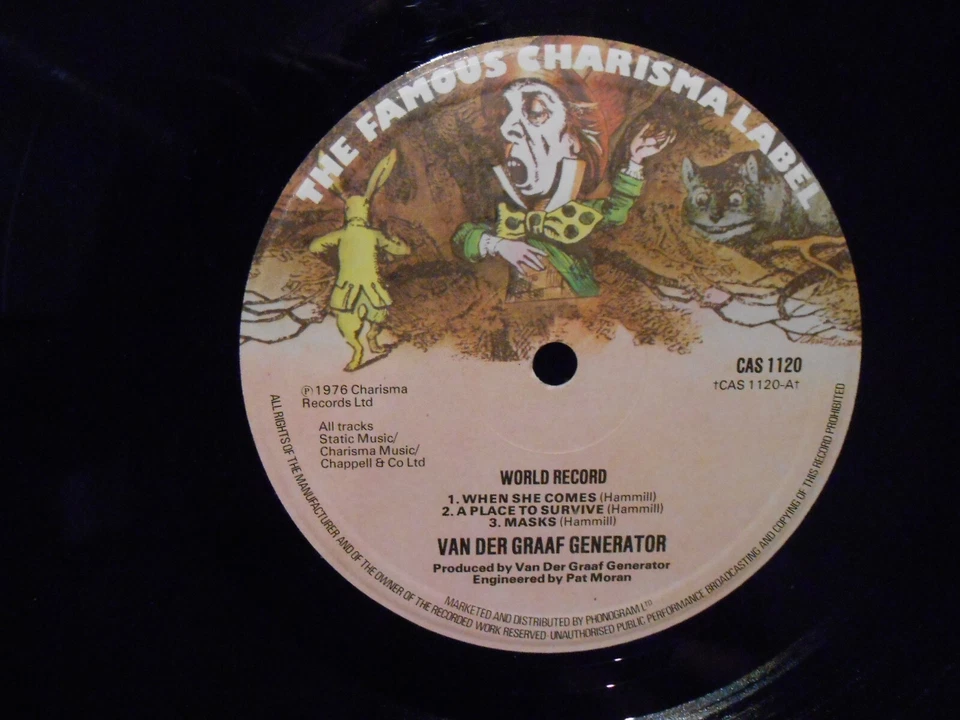 THE FAMOUS CHARISMA LABEL
CAS 1120
†CAS 1120-A†
Ⓟ 1976 Charisma
Records Ltd
All tracks
Static Music/
Charisma Music/
Chappell & Co Ltd
WORLD RECORD
1. WHEN SHE COMES (Hammill)
2. A PLACE TO SURVIVE (Hammill)
3. MASKS (Hammill)
VAN DER GRAAF GENERATOR
Produced by Van Der Graaf Generator
Engineered by Pat Moran
MARKETED AND DISTRIBUTED BY PHONOGRAM LTD
ALL RIGHTS OF THE MANUFACTURER AND OF THE OWNER OF THE RECORDED WORK RESERVED · UNAUTHORISED PUBLIC PERFORMANCE BROADCASTING AND COPYING OF THIS RECORD PROHIBITED